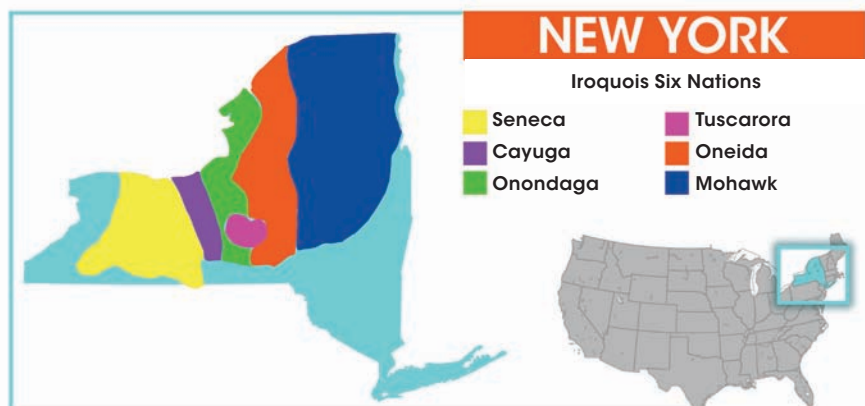 NEW YORK
Iroquois Six Nations
Seneca
Cayuga
Onondaga
Tuscarora
Oneida
Mohawk